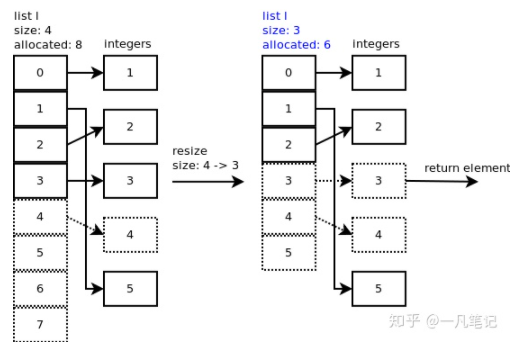 list l
size: 4
allocated: 8
integers
0
1
2
3
4
5
6
7
1
2
3
4
5
resize
size: 4 -> 3
list l
size: 3
allocated: 6
integers
0
1
2
3
4
5
1
2
3
4
5
return element
知乎 @一凡笔记